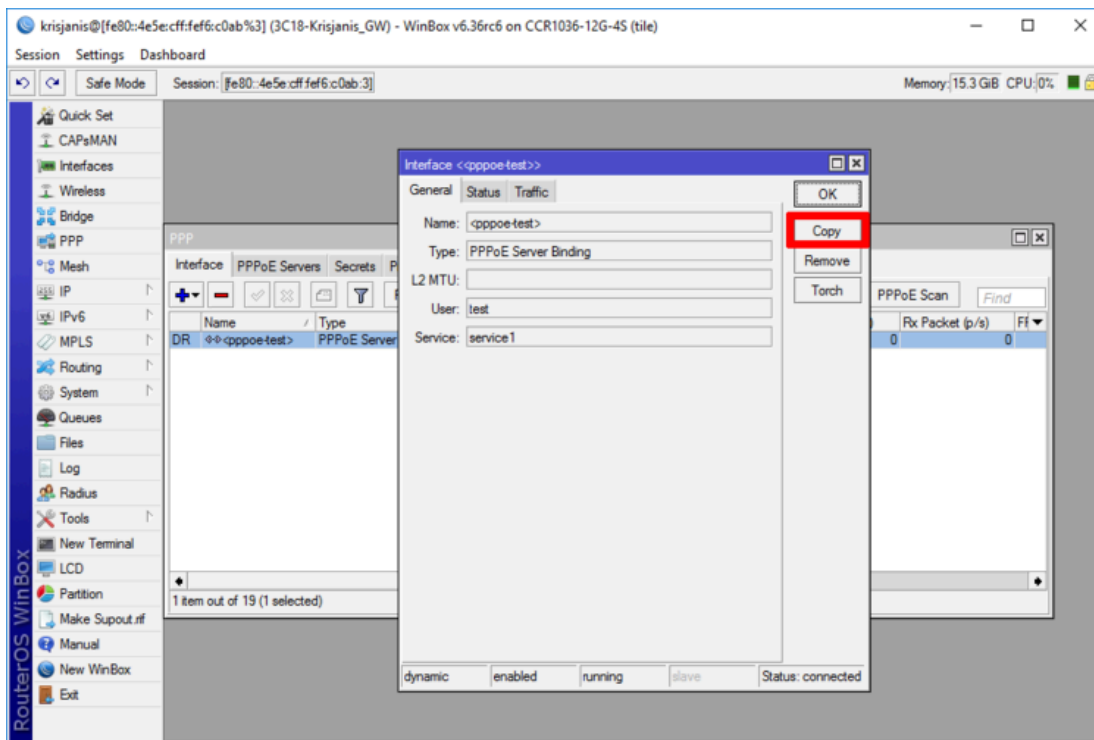 krisjanis@[fe80::4e5e:cff:fef6:c0ab%3] (3C18-Krisjanis_GW) - WinBox v6.36rc6 on CCR1036-12G-4S (tile)
Session Settings Dashboard
Safe Mode Session: [fe80::4e5e:cff:fef6:c0ab:3] Memory: 15.3 GiB CPU: 0%
Quick Set
CAPsMAN
Interfaces
Wireless
Bridge
PPP
Mesh
IP
IPv6
MPLS
Routing
System
Queues
Files
Log
Radius
Tools
New Terminal
LCD
Partition
Make Supout.rif
Manual
New WinBox
Exit
RouterOS WinBox
PPP
Interface PPPoE Servers Secrets
PPPoE Scan Find
Name Type Rx Packet (p/s)
DR <pppoe-test> PPPoE Server 0 0
1 item out of 19 (1 selected)
Interface <<pppoe-test>>
General Status Traffic
OK
Copy
Remove
Torch
Name: <pppoe-test>
Type: PPPoE Server Binding
L2 MTU:
User: test
Service: service1
dynamic enabled running slave Status: connected